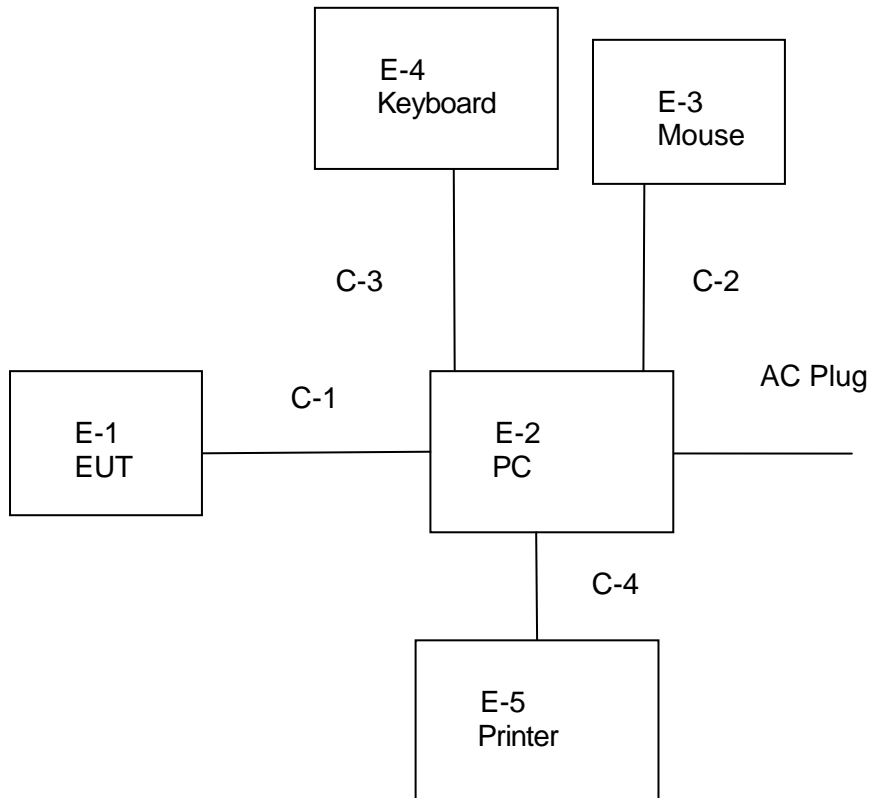 E-4
Keyboard
E-3
Mouse
C-3
C-2
AC Plug
C-1
E-1
EUT
E-2
PC
C-4
E-5
Printer